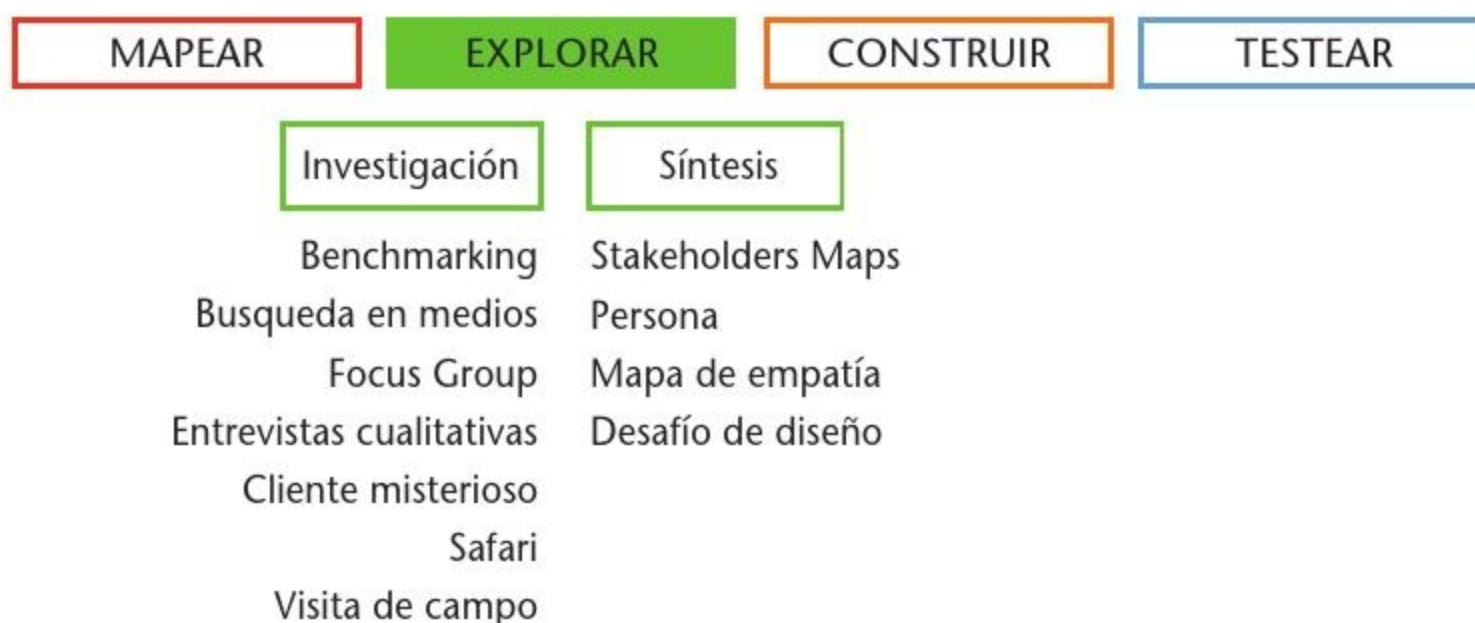 MAPEAR
EXPLORAR
CONSTRUIR
TESTEAR
Investigación
Síntesis
Benchmarking
Busqueda en medios
Focus Group
Entrevistas cualitativas
Cliente misterioso
Safari
Visita de campo
Stakeholders Maps
Persona
Mapa de empatía
Desafío de diseño